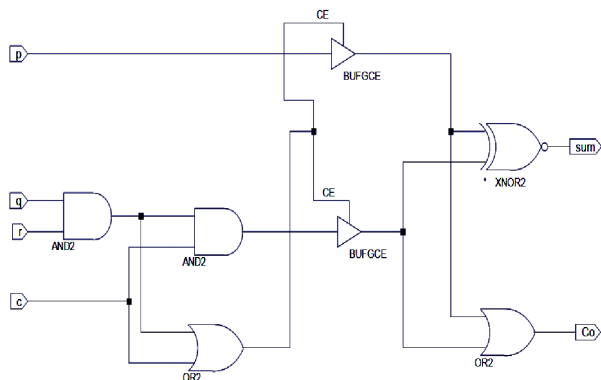 CE
p
BUFGCE
sum
XNOR2
q
CE
r
AND2
AND2
BUFGCE
c
Co
OR2
OR2